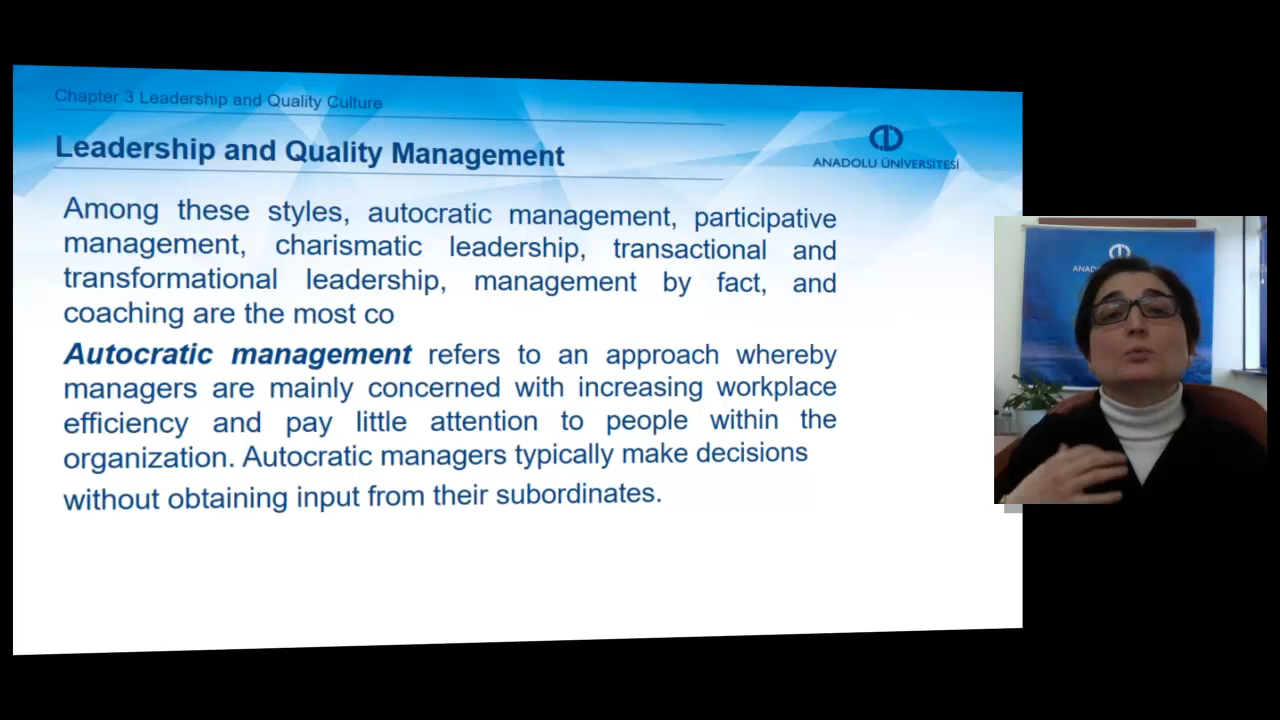 Chapter 3 Leadership and Quality Culture
Leadership and Quality Management
ANADOLU ÜNİVERSİTESİ
Among these styles, autocratic management, participative
management, charismatic leadership, transactional and
transformational leadership, management by fact, and
coaching are the most co
Autocratic management refers to an approach whereby
managers are mainly concerned with increasing workplace
efficiency and pay little attention to people within the
organization. Autocratic managers typically make decisions
without obtaining input from their subordinates.